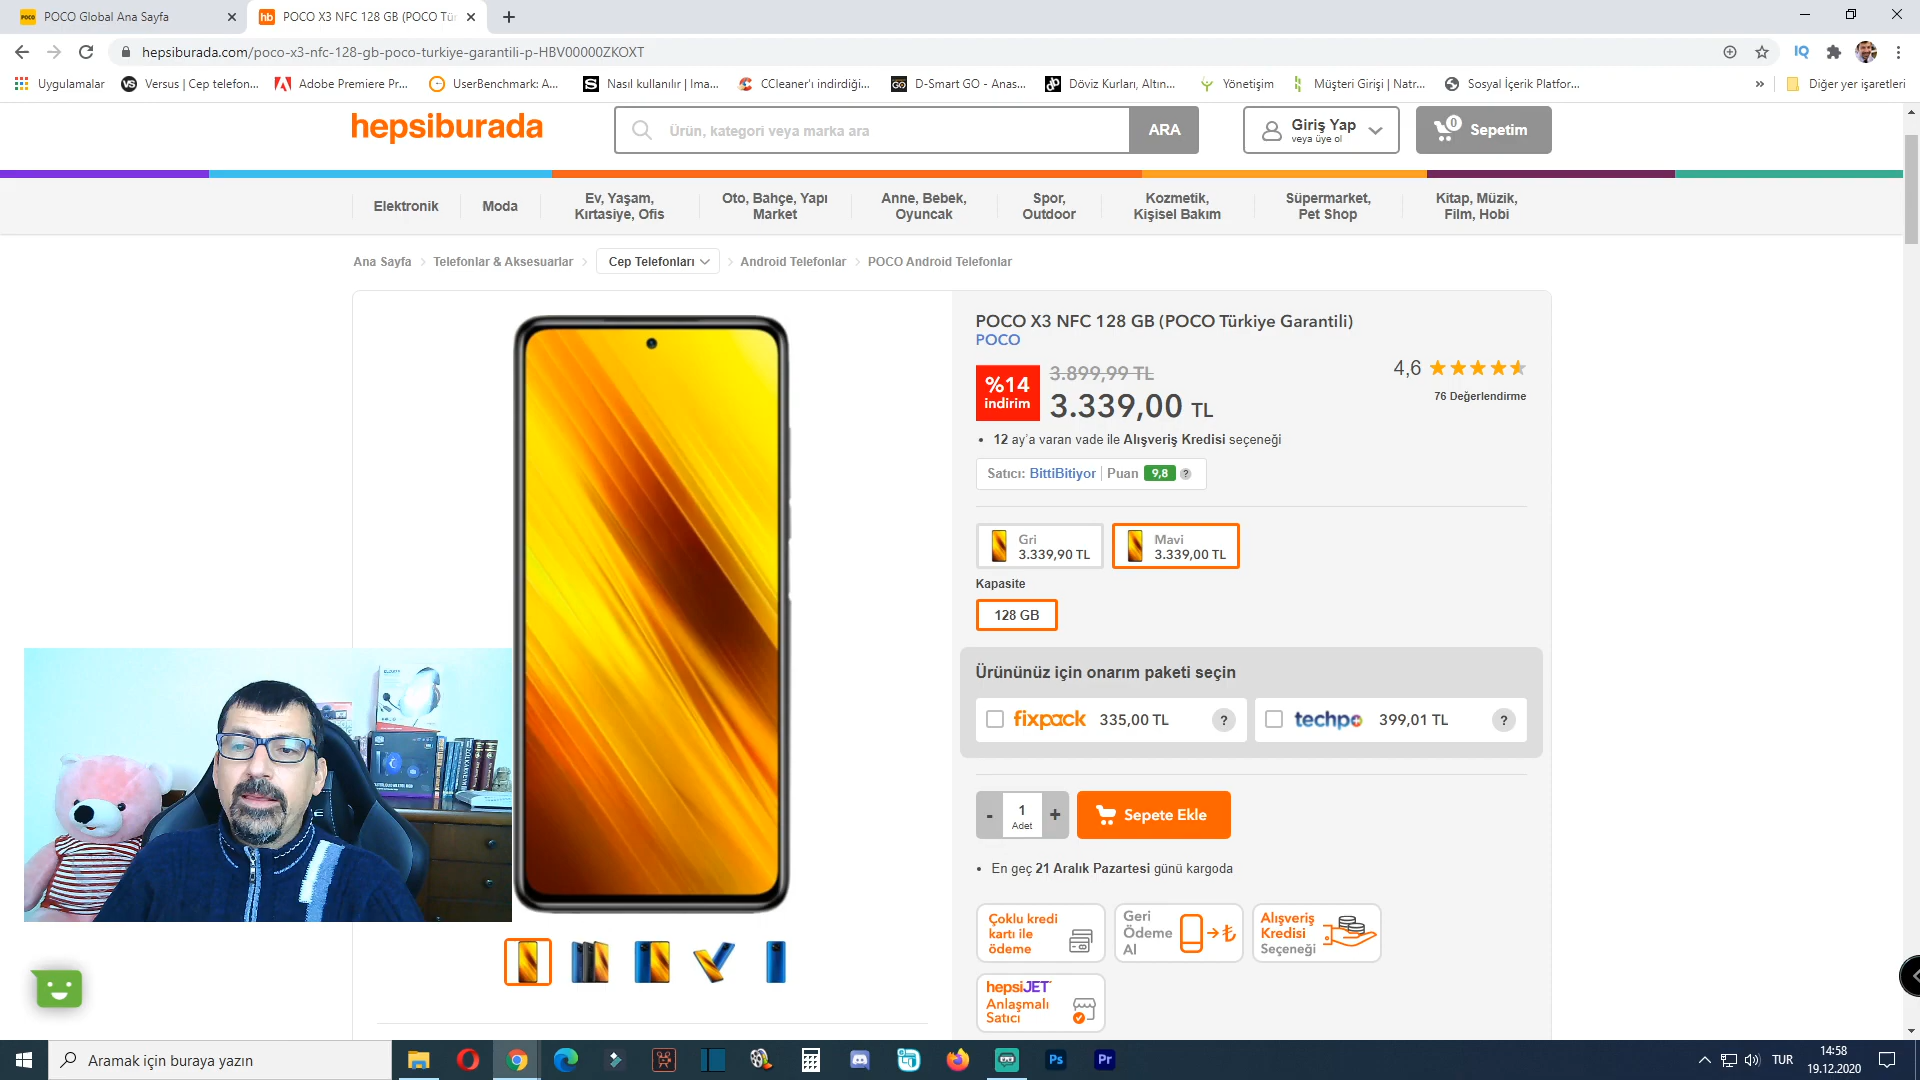 POCO Global Ana Sayfa
POCO X3 NFC 128 GB (POCO Tür
hepsiburada.com/poco-x3-nfc-128-gb-poco-turkiye-garantili-p-HBV00000ZKOXT
Uygulamalar
Versus | Cep telefon...
Adobe Premiere Pr...
UserBenchmark: A...
Nasıl kullanılır | Ima...
CCleaner'ı indirdiği...
D-Smart GO - Anas...
Döviz Kurları, Altın...
Yönetişim
Müşteri Girişi | Natr...
Sosyal İçerik Platfor...
Diğer yer işaretleri
hepsiburada
Ürün, kategori veya marka ara
ARA
Giriş Yap
veya üye ol
0
Sepetim
Elektronik
Moda
Ev, Yaşam,
Kırtasiye, Ofis
Oto, Bahçe, Yapı
Market
Anne, Bebek,
Oyuncak
Spor,
Outdoor
Kozmetik,
Kişisel Bakım
Süpermarket,
Pet Shop
Kitap, Müzik,
Film, Hobi
Ana Sayfa
Telefonlar & Aksesuarlar
Cep Telefonları
Android Telefonlar
POCO Android Telefonlar
POCO X3 NFC 128 GB (POCO Türkiye Garantili)
POCO
%14
indirim
3.899,99 TL
3.339,00 TL
4,6
76 Değerlendirme
• 12 ay'a varan vade ile Alışveriş Kredisi seçeneği
Satıcı: BittiBitiyor | Puan 9,8 ?
Gri
3.339,90 TL
Mavi
3.339,00 TL
Kapasite
128 GB
Ürününüz için onarım paketi seçin
fixpack 335,00 TL ?
techpo 399,01 TL ?
- 1 +
Adet
Sepete Ekle
• En geç 21 Aralık Pazartesi günü kargoda
Çoklu kredi
kartı ile
ödeme
Geri
Ödeme
Al
Alışveriş
Kredisi
Seçeneği
hepsiJET
Anlaşmalı
Satıcı
Aramak için buraya yazın
Ps
Pr
TUR
14:58
19.12.2020